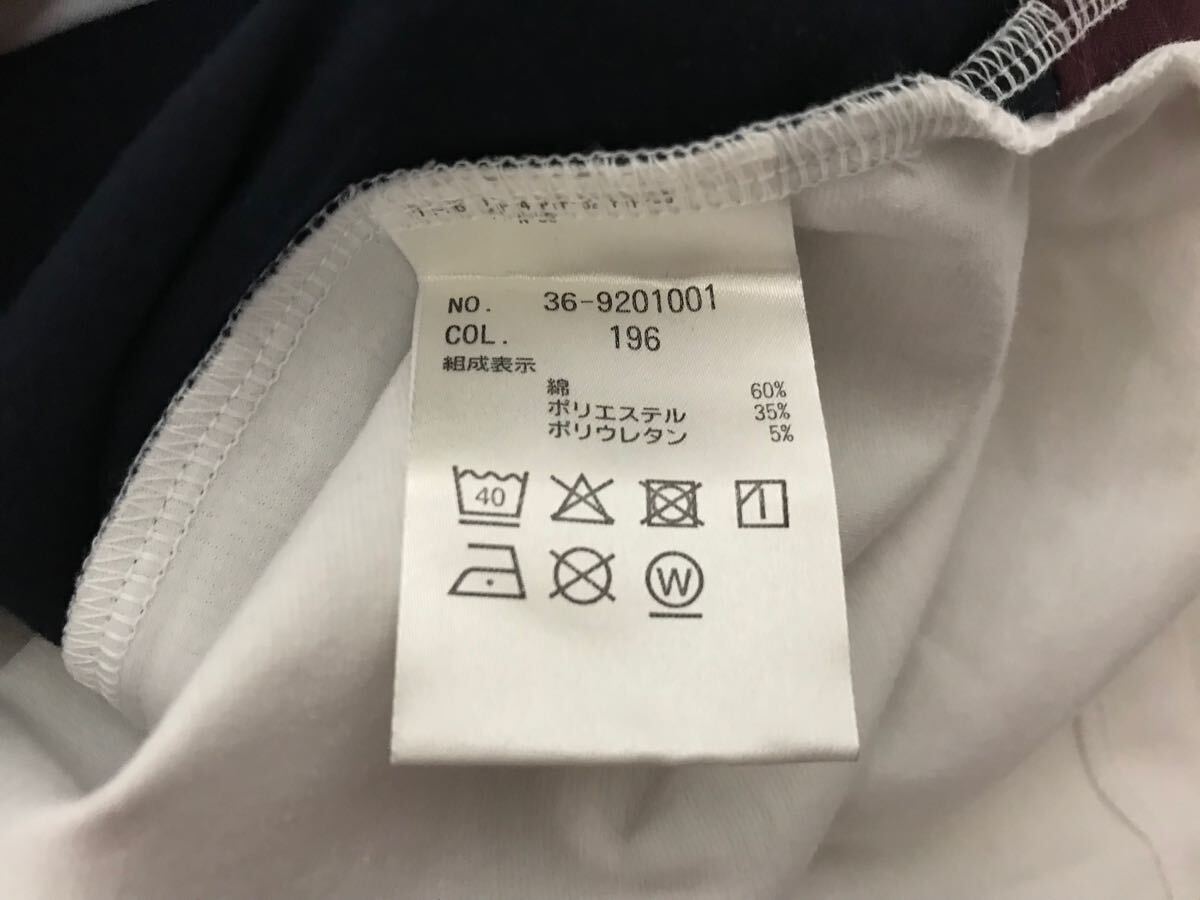 NO. 36-9201001
COL. 196
組成表示
綿 60%
ポリエステル 35%
ポリウレタン 5%
40
W